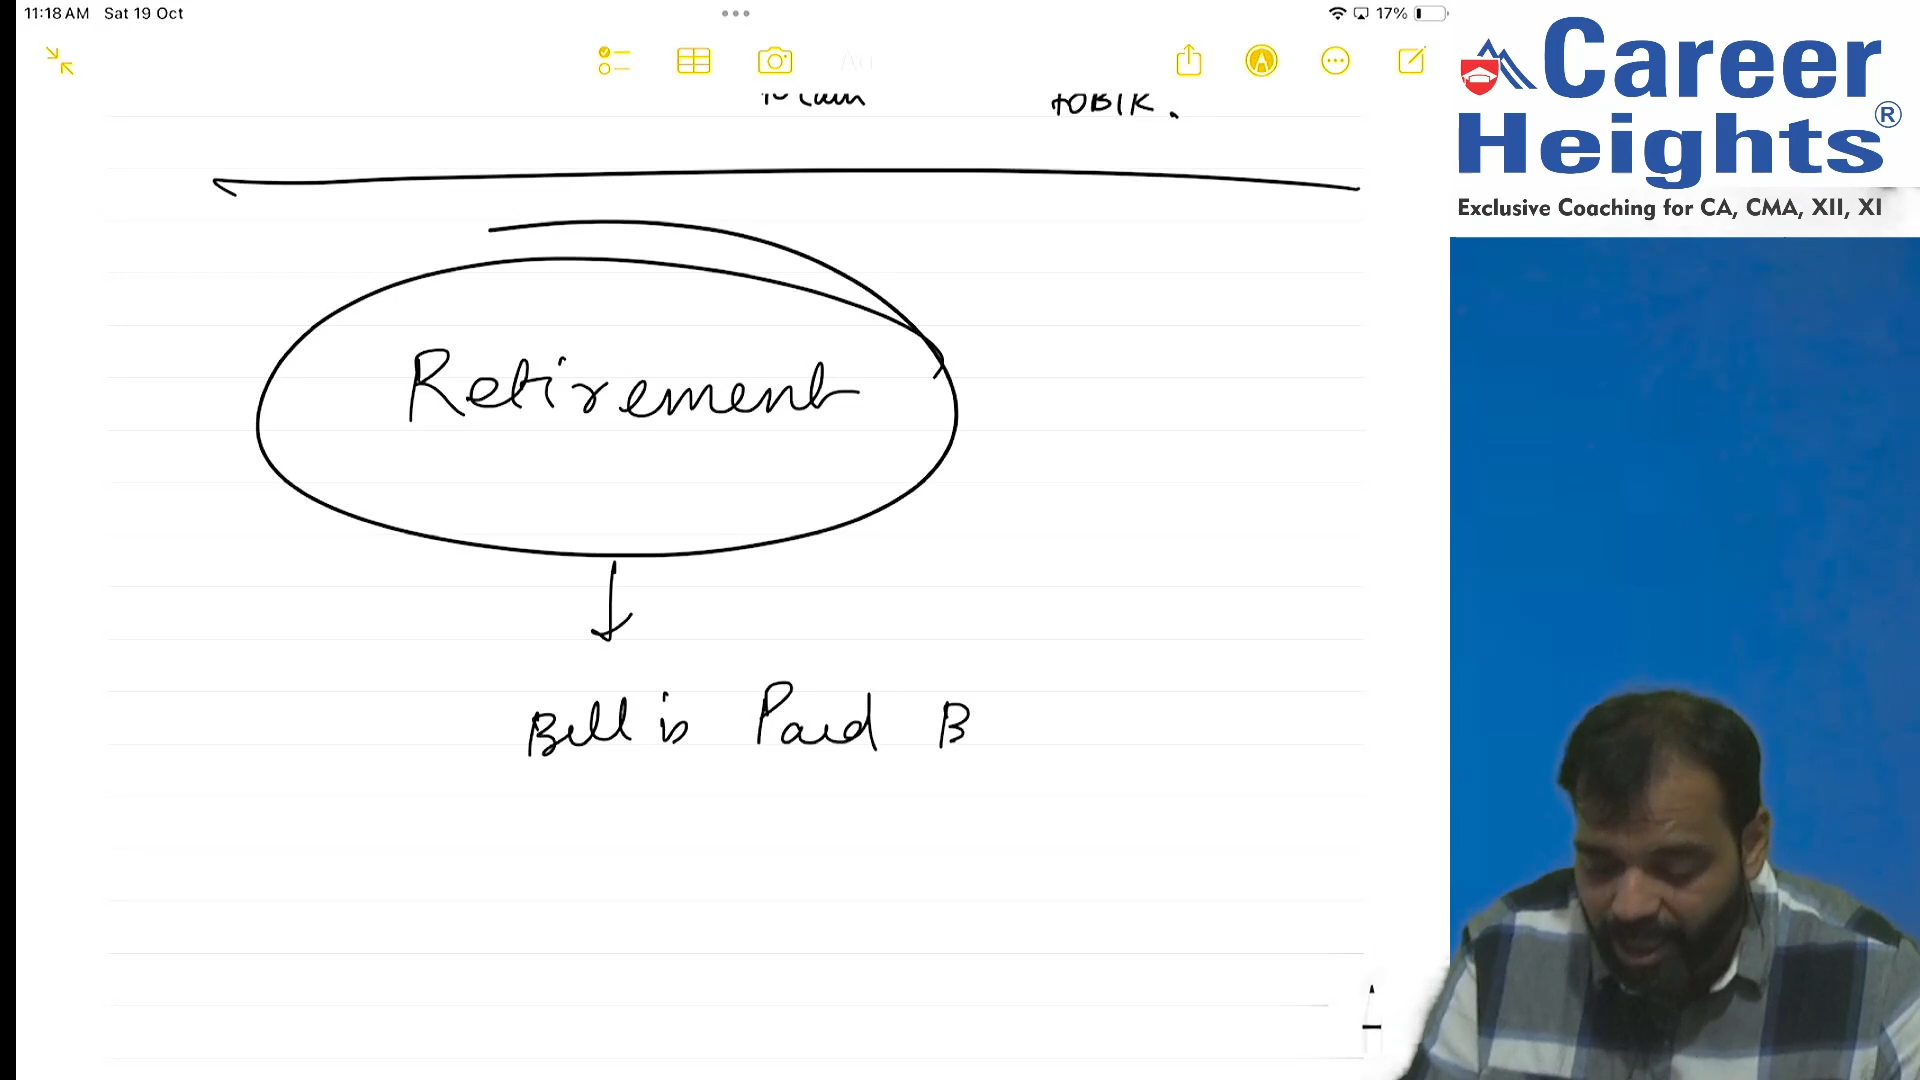 11:18 AM Sat 19 Oct
17%
Career
Heights®
Exclusive Coaching for CA, CMA, XII, XI
Retirement
Bill is Paid B